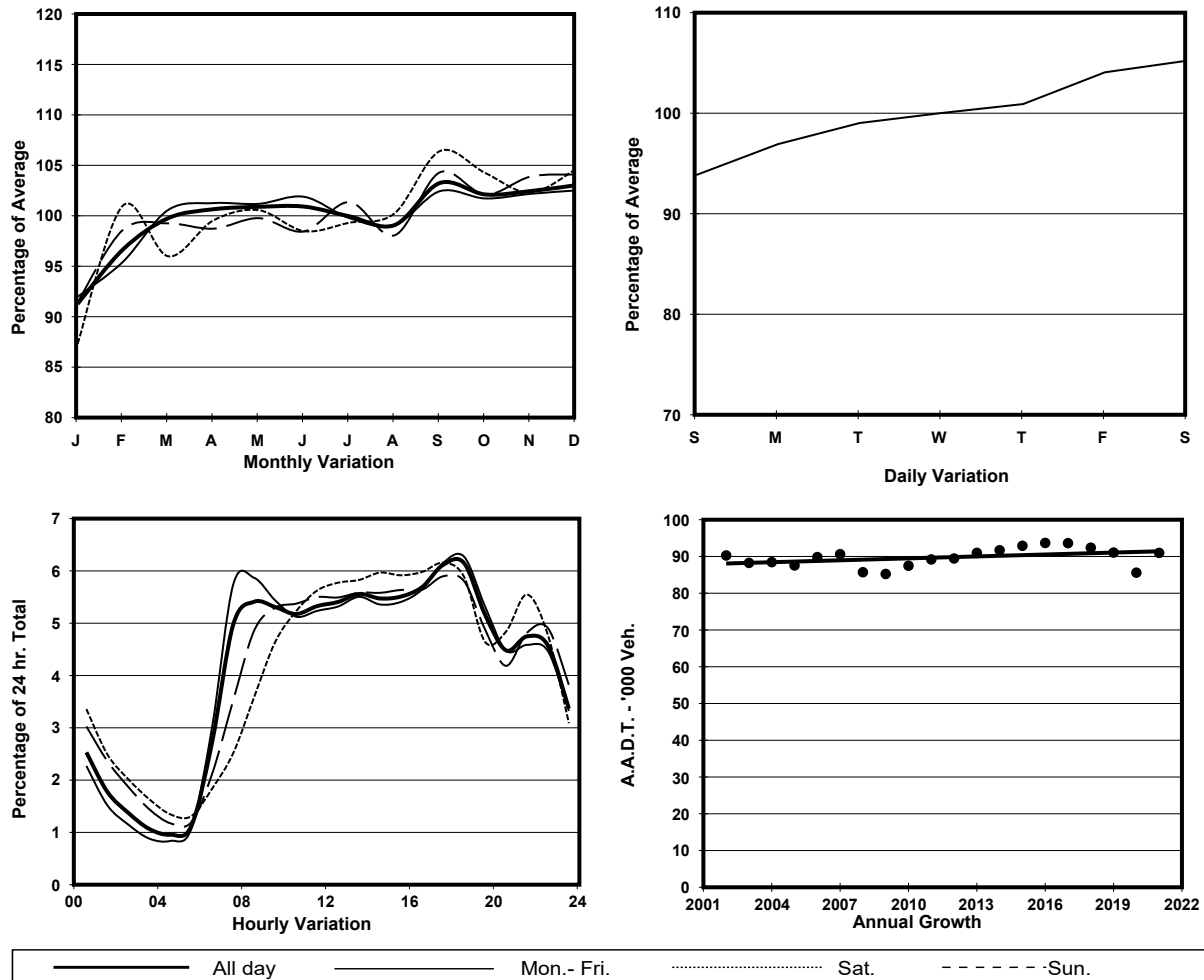 120
115
110
105
100
95
90
85
80
Percentage of Average
J F M A M J J A S O N D
Monthly Variation
110
100
90
80
70
Percentage of Average
S M T W T F S
Daily Variation
7
6
5
4
3
2
1
0
Percentage of 24 hr. Total
00 04 08 12 16 20 24
Hourly Variation
100
90
80
70
60
50
40
30
20
10
0
A.A.D.T. - '000 Veh.
2001 2004 2007 2010 2013 2016 2019 2022
Annual Growth
All day Mon.- Fri. Sat. Sun.